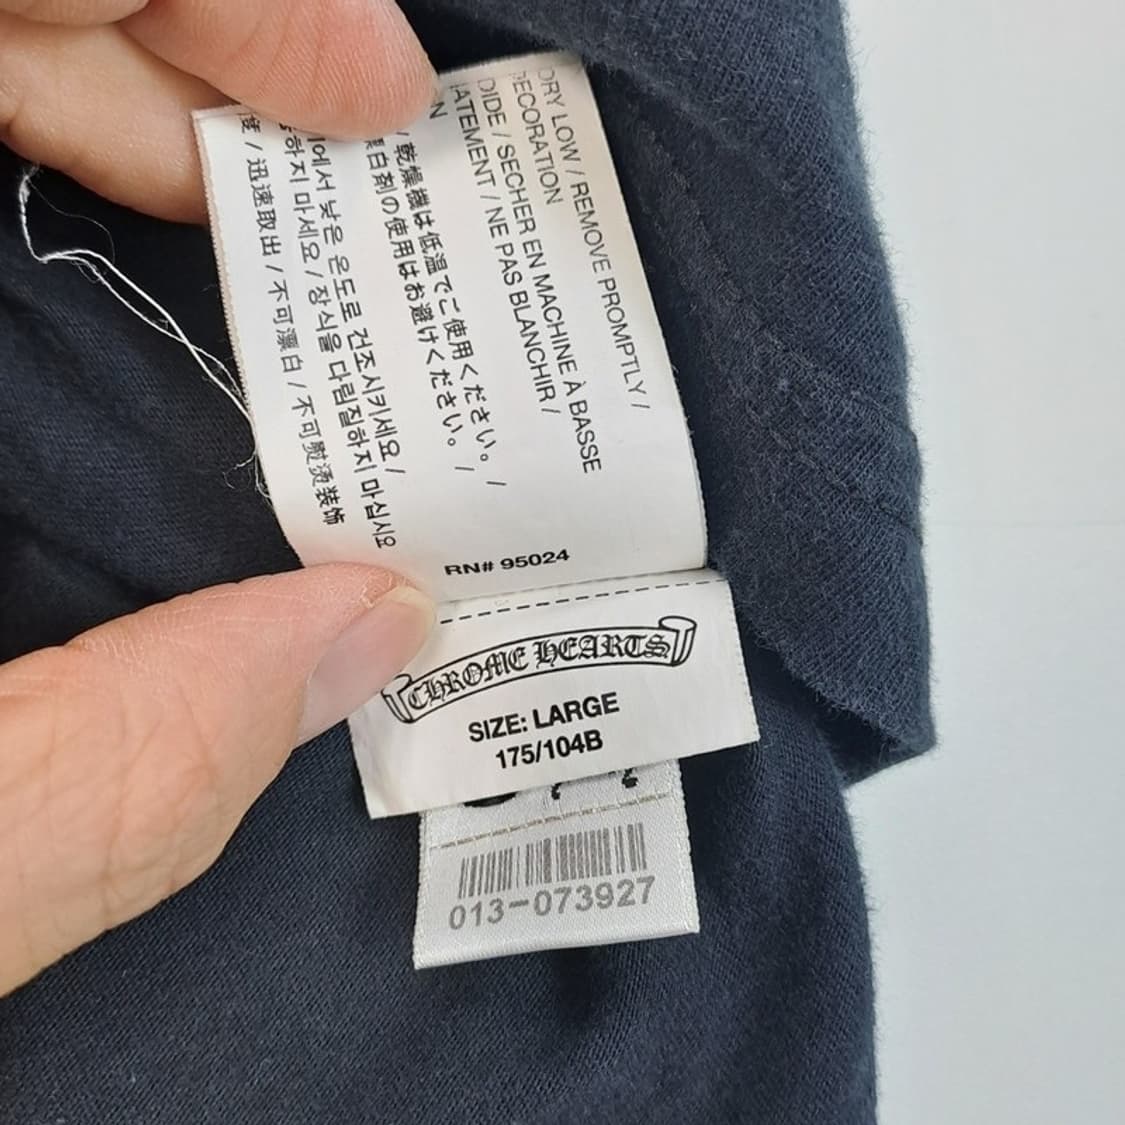 DRY LOW / REMOVE PROMPTLY /
DECORATION
SECHER EN MACHINE À BASSE
NE PAS BLANCHIR /
乾燥機は低温でご使用ください。 /
白剤の使用はお避けください。 /
에서 낮은 온도로 건조시키세요 /
하지 마세요 / 장식을 다림질하지 마십시오
/ 迅速取出 / 不可漂白 / 不可熨烫装饰
RN# 95024
CHROME HEARTS
SIZE: LARGE
175/104B
013-073927